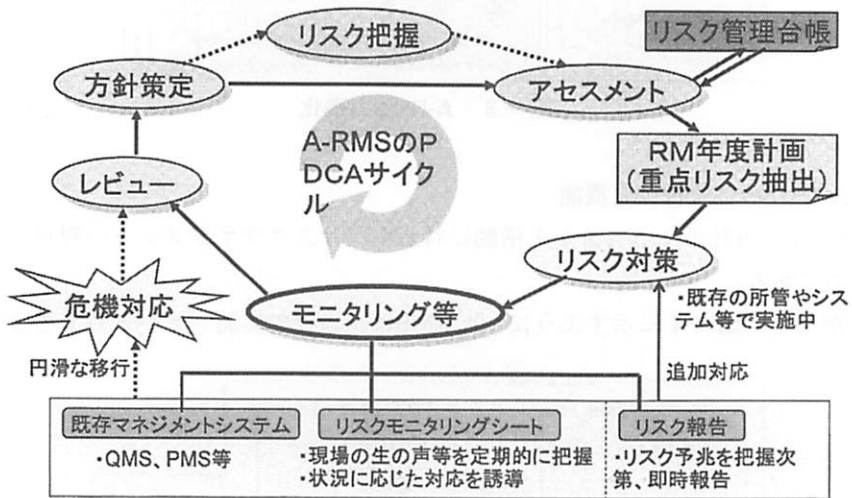 リスク把握
リスク管理台帳
方針策定
アセスメント
A-RMSのP
DCAサイク
ル
RM年度計画
(重点リスク抽出)
レビュー
リスク対策
危機対応
モニタリング等
・既存の所管やシス
テム等で実施中
円滑な移行
追加対応
既存マネジメントシステム
・QMS、PMS等
リスクモニタリングシート
・現場の生の声等を定期的に把握
・状況に応じた対応を誘導
リスク報告
・リスク予兆を把握次
第、即時報告